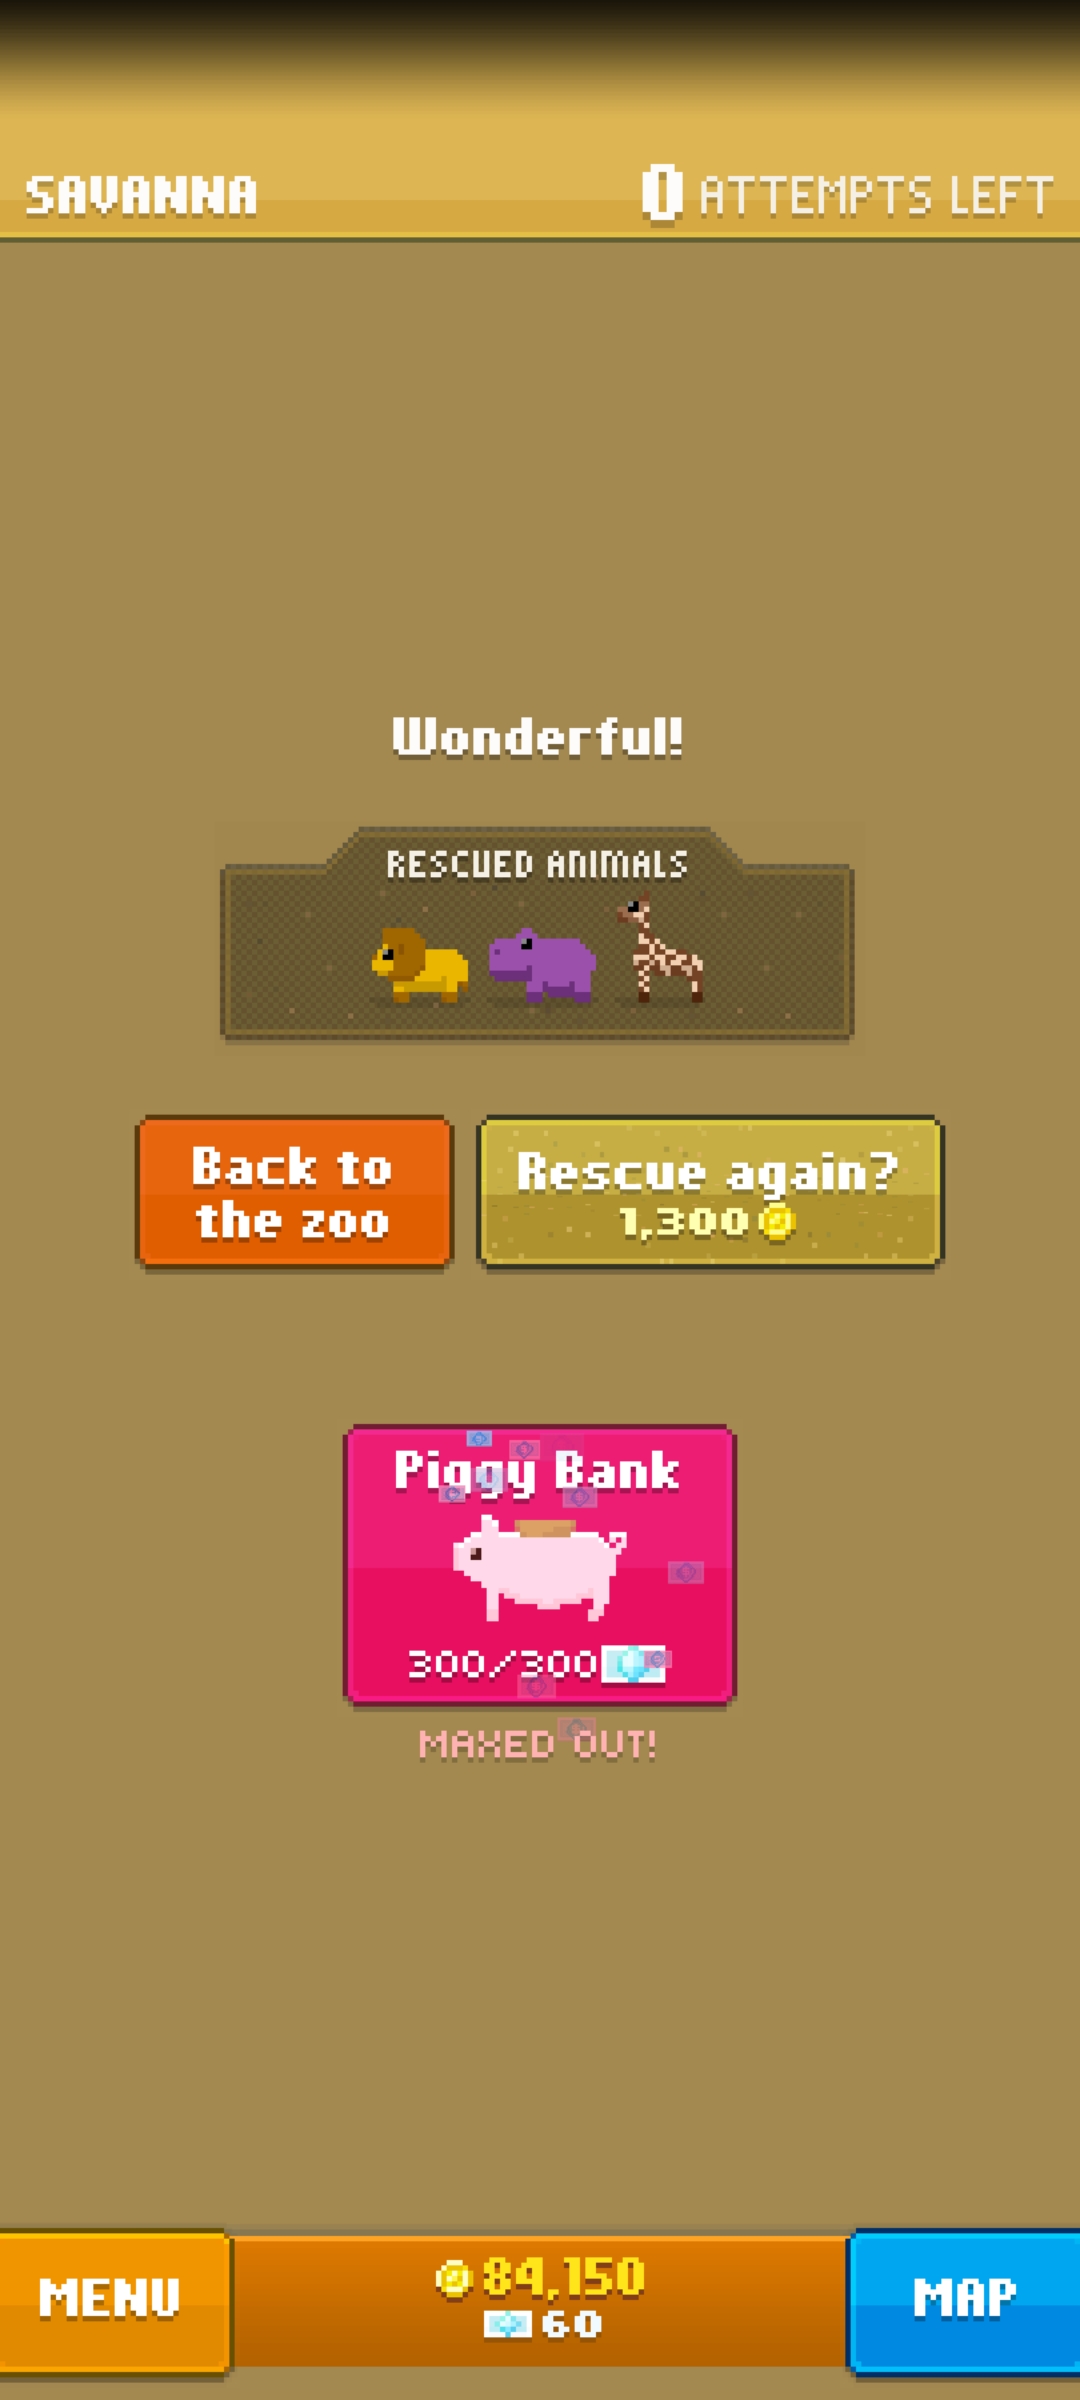 SAVANNA
0 ATTEMPTS LEFT
Wonderful!
RESCUED ANIMALS
Back to
the zoo
Rescue again?
1,300
Piggy Bank
300/300
MAXED OUT!
MENU
84,150
60
MAP